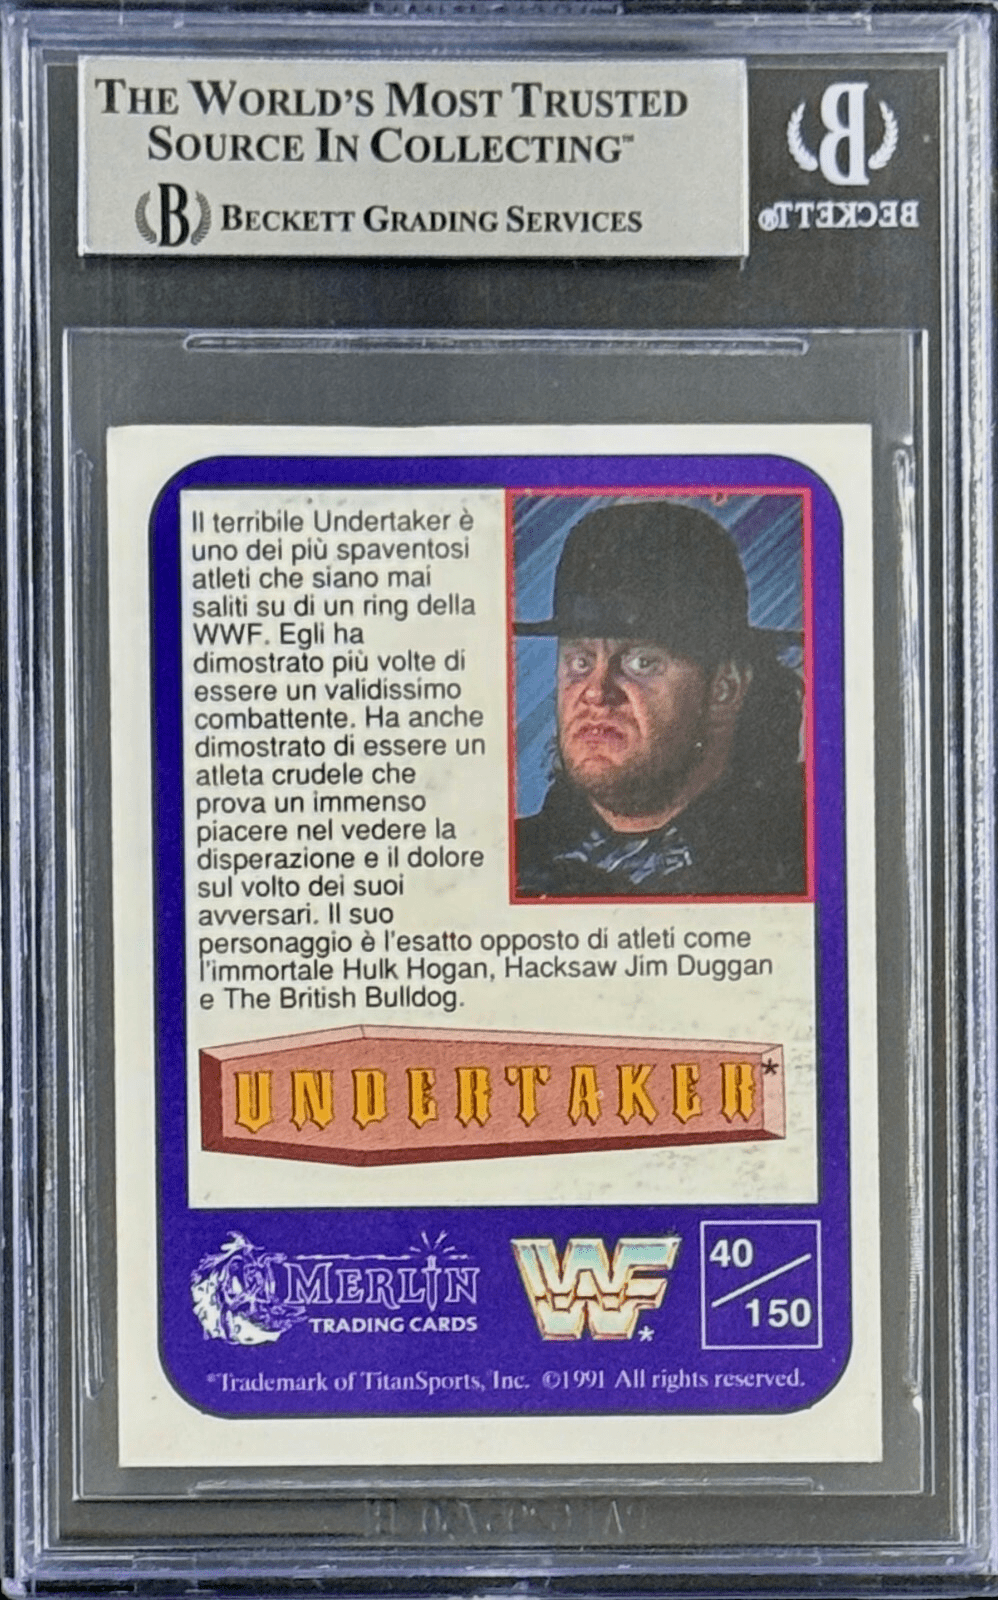 THE WORLD'S MOST TRUSTED
SOURCE IN COLLECTING™
B BECKETT GRADING SERVICES
B
BECKETT®
Il terribile Undertaker è
uno dei più spaventosi
atleti che siano mai
saliti su di un ring della
WWF. Egli ha
dimostrato più volte di
essere un validissimo
combattente. Ha anche
dimostrato di essere un
atleta crudele che
prova un immenso
piacere nel vedere la
disperazione e il dolore
sul volto dei suoi
avversari. Il suo
personaggio è l'esatto opposto di atleti come
l'immortale Hulk Hogan, Hacksaw Jim Duggan
e The British Bulldog.
UNDERTAKER*
MERLIN
TRADING CARDS
WWF*
40/150
*Trademark of TitanSports, Inc. ©1991 All rights reserved.